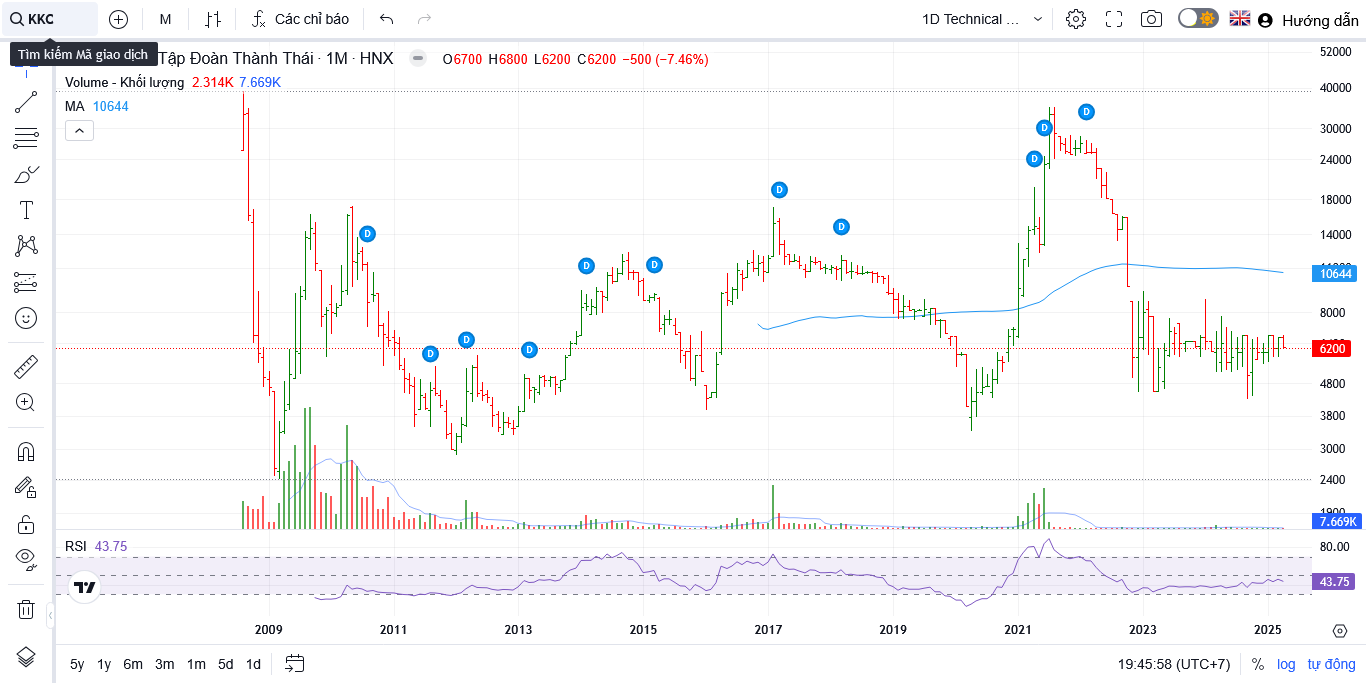 KKC
M
Các chỉ báo
1D Technical ...
Hướng dẫn
Tìm kiếm Mã giao dịch
Tập Đoàn Thành Thái · 1M · HNX
O6700 H6800 L6200 C6200 −500 (−7.46%)
Volume - Khối lượng 2.314K 7.669K
MA 10644
52000
40000
30000
24000
18000
14000
10644
8000
6200
4800
3800
3000
2400
1900
7.669K
D
D
D
D
D
D
D
D
D
D
D
D
RSI 43.75
80.00
43.75
2009
2011
2013
2015
2017
2019
2021
2023
2025
5y 1y 6m 3m 1m 5d 1d
19:45:58 (UTC+7)
% log tự động